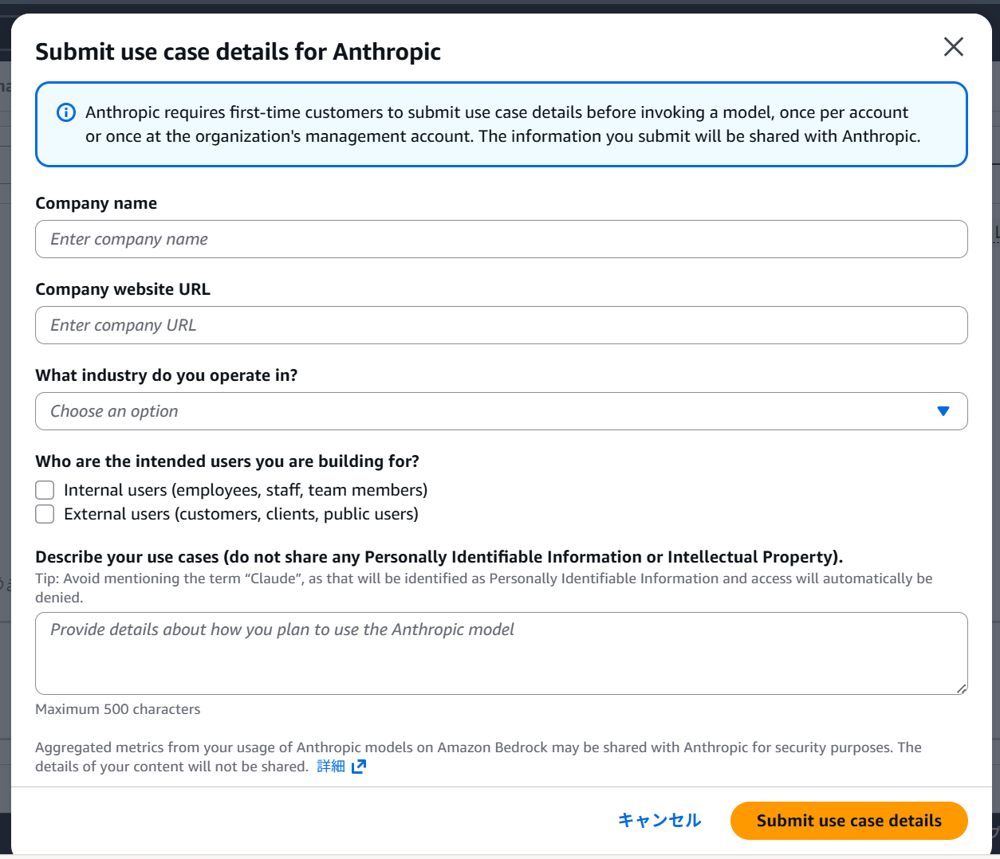 Submit use case details for Anthropic
Anthropic requires first-time customers to submit use case details before invoking a model, once per account
or once at the organization's management account. The information you submit will be shared with Anthropic.
Company name
Enter company name
Company website URL
Enter company URL
What industry do you operate in?
Choose an option
Who are the intended users you are building for?
Internal users (employees, staff, team members)
External users (customers, clients, public users)
Describe your use cases (do not share any Personally Identifiable Information or Intellectual Property).
Tip: Avoid mentioning the term “Claude”, as that will be identified as Personally Identifiable Information and access will automatically be
denied.
Provide details about how you plan to use the Anthropic model
Maximum 500 characters
Aggregated metrics from your usage of Anthropic models on Amazon Bedrock may be shared with Anthropic for security purposes. The
details of your content will not be shared. 詳細
キャンセル
Submit use case details